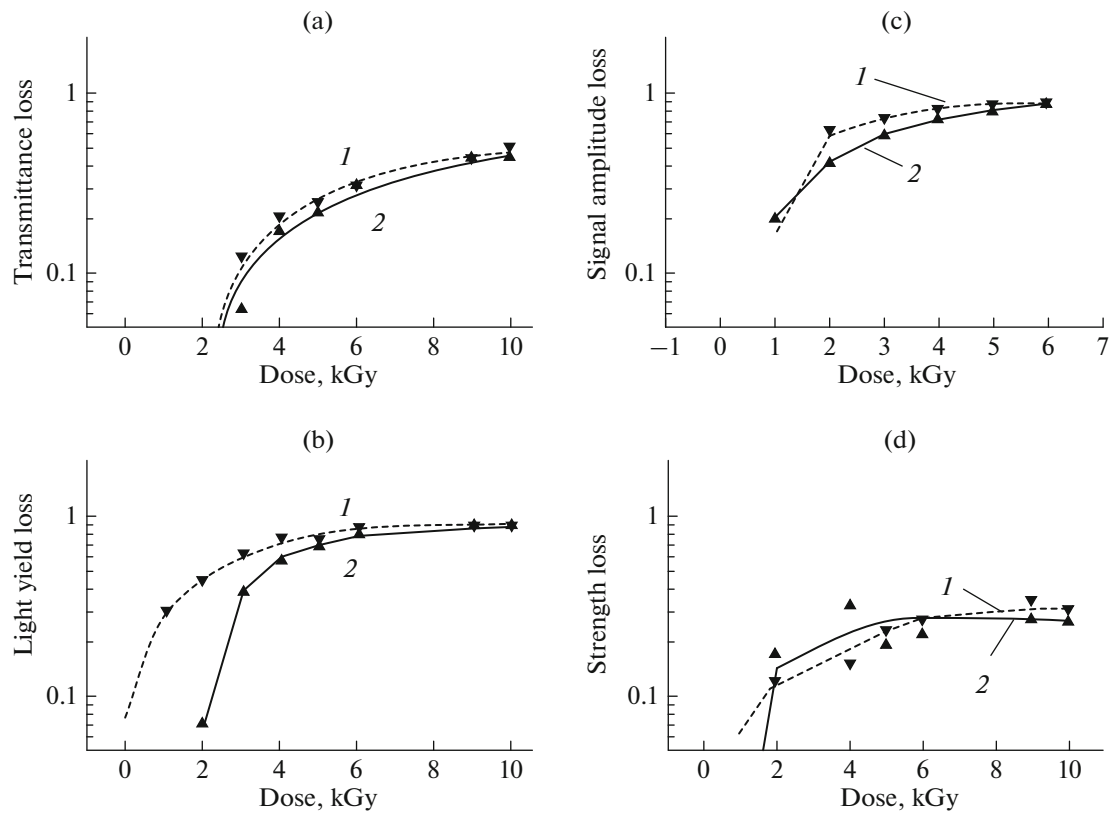 (a)
Transmittance loss
1
0.1
1
2
0 2 4 6 8 10
Dose, kGy
(c)
Signal amplitude loss
1
0.1
1
2
−1 0 1 2 3 4 5 6 7
Dose, kGy
(b)
Light yield loss
1
0.1
1
2
0 2 4 6 8 10
Dose, kGy
(d)
Strength loss
1
0.1
1
2
0 2 4 6 8 10
Dose, kGy